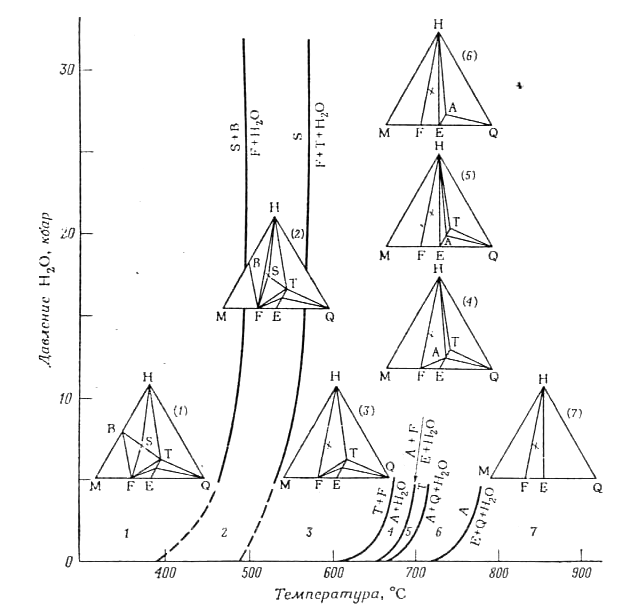 30
20
10
0
Давление H₂O, кбар
400
500
600
700
800
900
Температура, °C
S+B
F+H₂O
S
F+T+H₂O
T+F
A+H₂O
A+F
E+H₂O
T
A+Q+H₂O
A
E+Q+H₂O
1
2
3
4
5
6
7
H
(6)
A
M F E Q
H
(5)
T
A
M F E Q
H
(4)
T
A
M F E Q
H
(2)
B
S
T
M F E Q
H
(1)
B
S
T
M F E Q
H
(3)
T
M F E Q
H
(7)
M F E Q